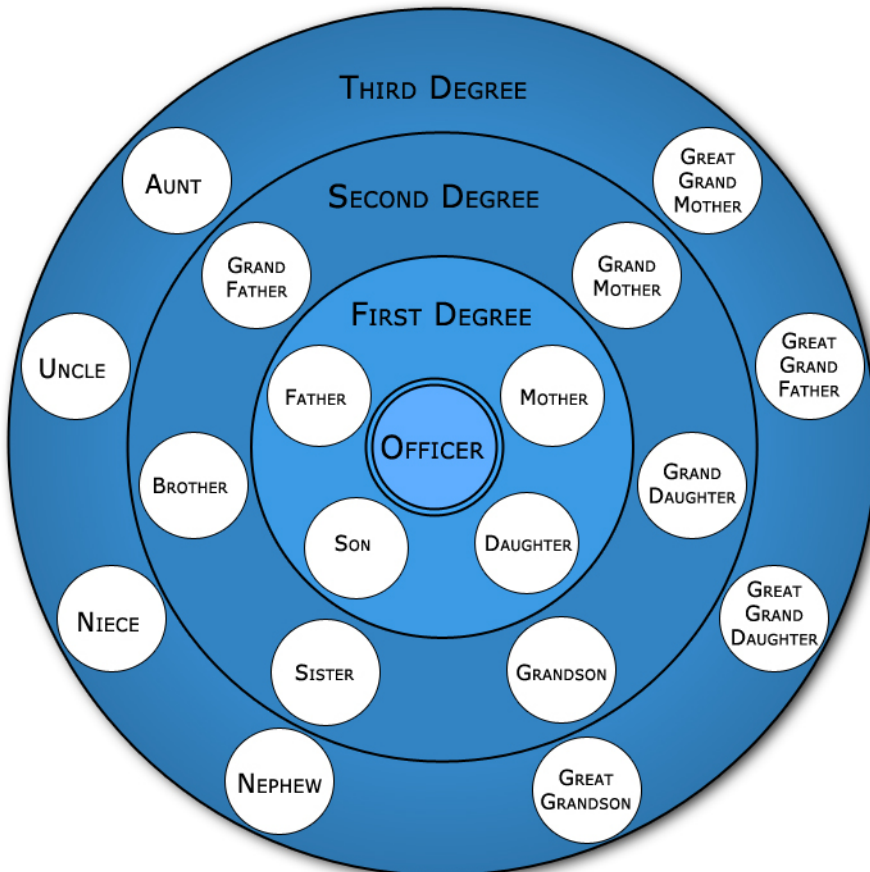 Third Degree
Aunt
Great
Grand
Mother
Second Degree
Grand
Father
Grand
Mother
First Degree
Uncle
Great
Grand
Father
Father
Mother
Officer
Brother
Grand
Daughter
Son
Daughter
Niece
Great
Grand
Daughter
Sister
Grandson
Nephew
Great
Grandson